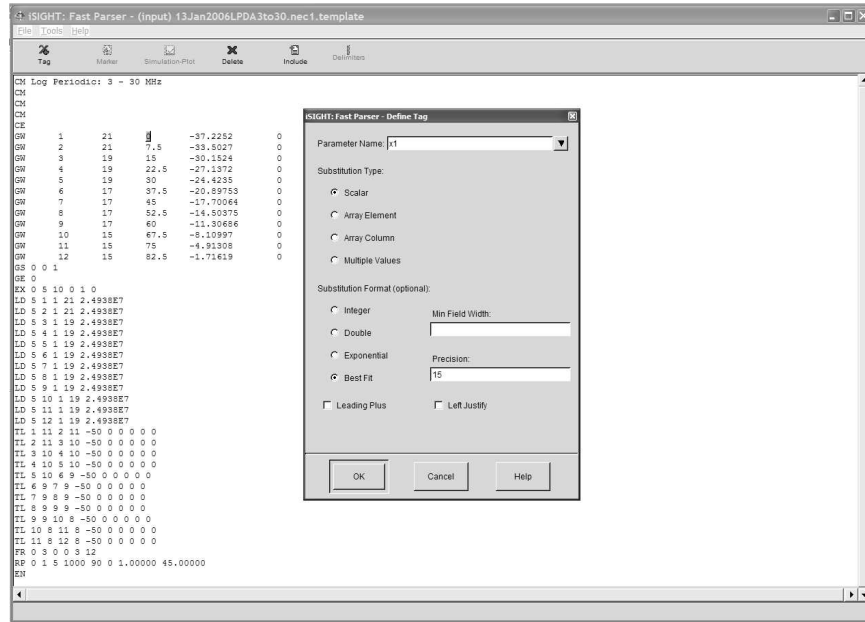 iSIGHT: Fast Parser - (input) 13Jan2006LPDA3to30.nec1.template
File Tools Help
Tag Marker Simulation-Plot Delete Include Delimiters
CM Log Periodic: 3 - 30 MHz
CM
CM
CM
CE
GW 1 21 0 -37.2252 0
GW 2 21 7.5 -33.5027 0
GW 3 19 15 -30.1524 0
GW 4 19 22.5 -27.1372 0
GW 5 19 30 -24.4235 0
GW 6 17 37.5 -20.89753 0
GW 7 17 45 -17.70064 0
GW 8 17 52.5 -14.50375 0
GW 9 17 60 -11.30686 0
GW 10 15 67.5 -8.10997 0
GW 11 15 75 -4.91308 0
GW 12 15 82.5 -1.71619 0
GS 0 0 1
GE 0
EX 0 5 10 0 1 0
LD 5 1 1 21 2.4938E7
LD 5 2 1 21 2.4938E7
LD 5 3 1 19 2.4938E7
LD 5 4 1 19 2.4938E7
LD 5 5 1 19 2.4938E7
LD 5 6 1 19 2.4938E7
LD 5 7 1 19 2.4938E7
LD 5 8 1 19 2.4938E7
LD 5 9 1 19 2.4938E7
LD 5 10 1 19 2.4938E7
LD 5 11 1 19 2.4938E7
LD 5 12 1 19 2.4938E7
TL 1 11 2 11 -50 0 0 0 0 0
TL 2 11 3 10 -50 0 0 0 0 0
TL 3 10 4 10 -50 0 0 0 0 0
TL 4 10 5 10 -50 0 0 0 0 0
TL 5 10 6 9 -50 0 0 0 0 0
TL 6 9 7 9 -50 0 0 0 0 0
TL 7 9 8 9 -50 0 0 0 0 0
TL 8 9 9 9 -50 0 0 0 0 0
TL 9 9 10 8 -50 0 0 0 0 0
TL 10 8 11 8 -50 0 0 0 0 0
TL 11 8 12 8 -50 0 0 0 0 0
FR 0 3 0 0 3 12
RP 0 1 5 1000 90 0 1.00000 45.00000
EN
iSIGHT: Fast Parser - Define Tag
Parameter Name: x1
Substitution Type:
Scalar
Array Element
Array Column
Multiple Values
Substitution Format (optional):
Integer
Double
Exponential
Best Fit
Min Field Width:
Precision:
15
Leading Plus Left Justify
OK Cancel Help